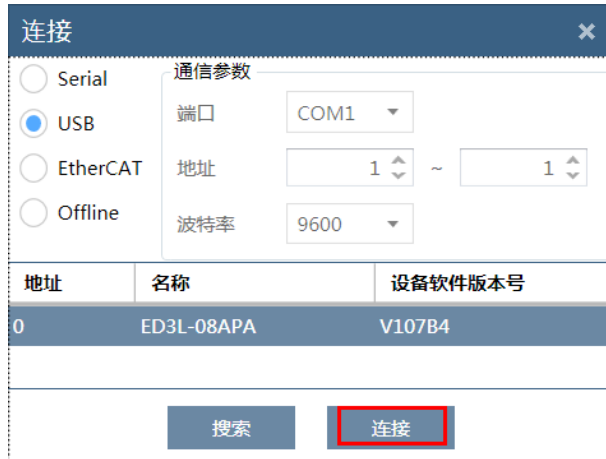 连接
Serial
通信参数
USB
端口 COM1
EtherCAT
地址 1 ~ 1
Offline
波特率 9600
地址 名称 设备软件版本号
0 ED3L-08APA V107B4
搜索 连接